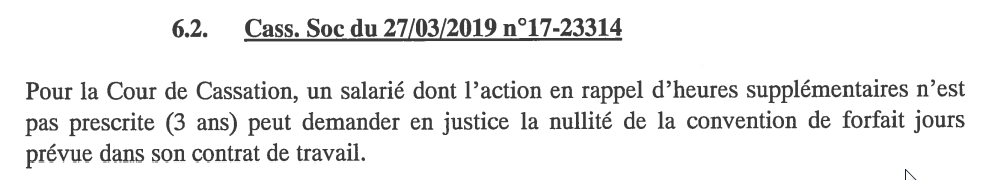 6.2. Cass. Soc du 27/03/2019 n°17-23314
Pour la Cour de Cassation, un salarié dont l'action en rappel d'heures supplémentaires n'est
pas prescrite (3 ans) peut demander en justice la nullité de la convention de forfait jours
prévue dans son contrat de travail.